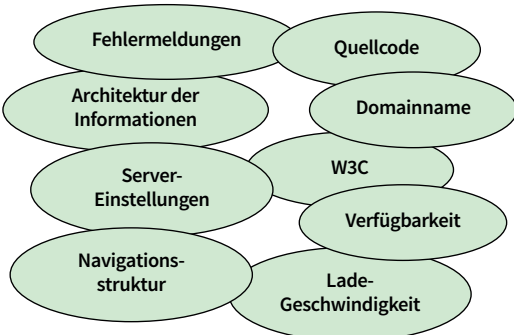 Fehlermeldungen
Quellcode
Architektur der
Informationen
Domainname
W3C
Server-
Einstellungen
Verfügbarkeit
Navigations-
struktur
Lade-
Geschwindigkeit